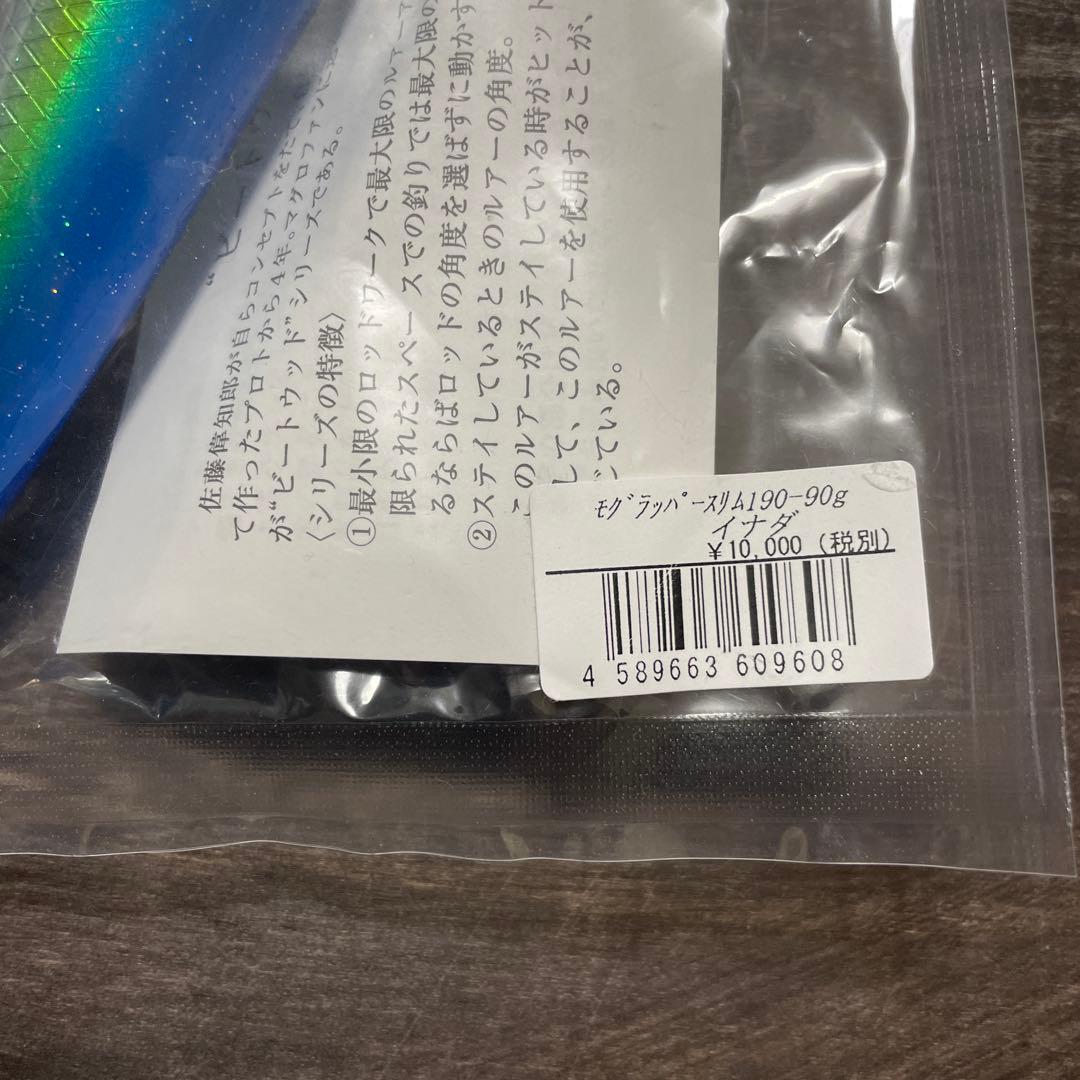 佐藤偉知郎が自らコンセプトをた
て作ったプロトから4年。マグロファンに
が“ビートウッド”シリーズである。
〈シリーズの特徴〉
①最小限のロッドワークで最大限のルアーア
限られたスペースでの釣りでは最大限の
るならばロッドの角度を選ばずに動かす
②ステイしているときのルアーの角度。
このルアーがステイしている時がヒット
して、このルアーを使用することが、
ている。
ﾓｸﾞﾗｯﾊﾟｰｽﾘﾑ190-90g
イナダ
¥10,000 (税別)
4 589663 609608